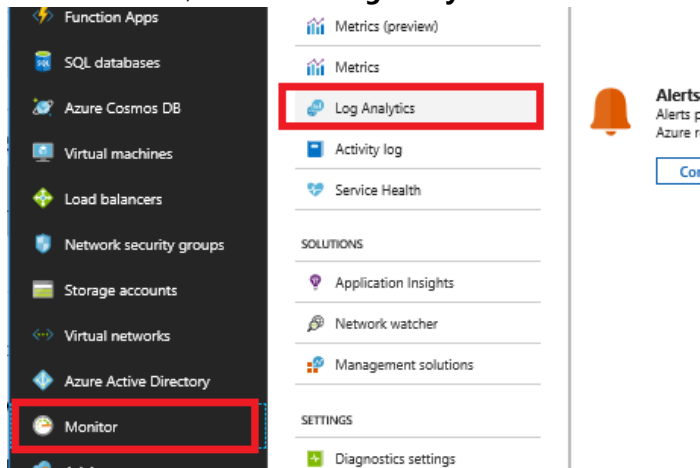 Function Apps
SQL databases
Azure Cosmos DB
Virtual machines
Load balancers
Network security groups
Storage accounts
Virtual networks
Azure Active Directory
Monitor
Metrics (preview)
Metrics
Log Analytics
Activity log
Service Health
SOLUTIONS
Application Insights
Network watcher
Management solutions
SETTINGS
Diagnostics settings
Alerts
Alerts p
Azure r
Co